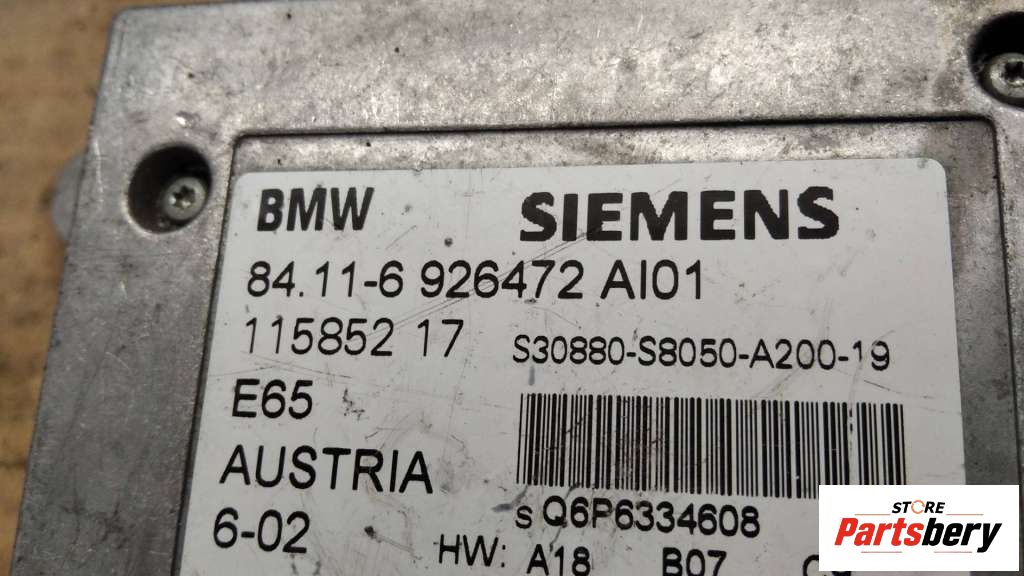 BMW SIEMENS
84.11-6 926472 AI01
115852 17 S30880-S8050-A200-19
E65
AUSTRIA
s Q6P6334608
6-02
HW: A18 B07
STORE
Partsbery